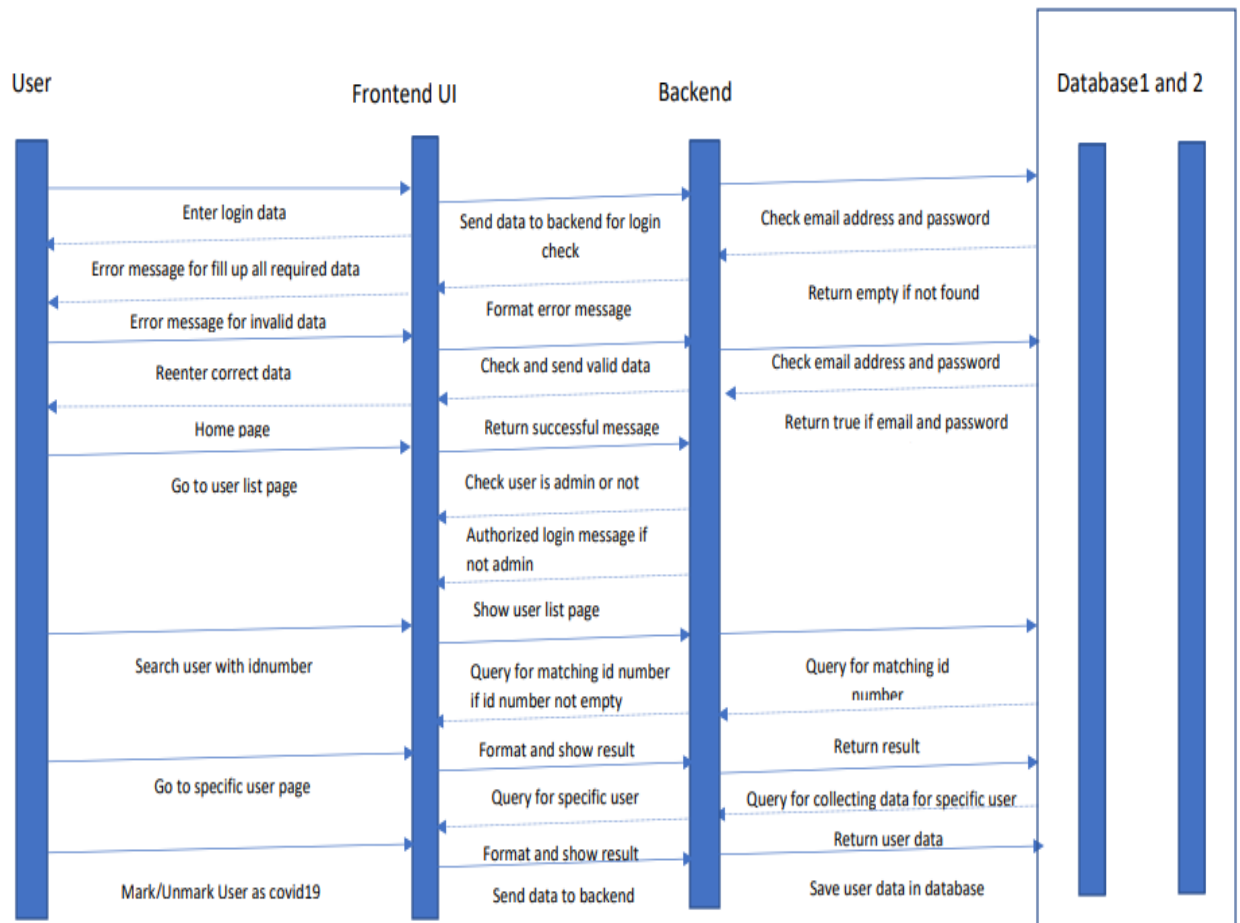 User
Frontend UI
Backend
Database1 and 2
Enter login data
Send data to backend for login
check
Check email address and password
Error message for fill up all required data
Format error message
Return empty if not found
Error message for invalid data
Reenter correct data
Check and send valid data
Check email address and password
Home page
Return successful message
Return true if email and password
Go to user list page
Check user is admin or not
Authorized login message if
not admin
Show user list page
Search user with idnumber
Query for matching id number
if id number not empty
Query for matching id
number
Format and show result
Return result
Go to specific user page
Query for specific user
Query for collecting data for specific user
Format and show result
Return user data
Mark/Unmark User as covid19
Send data to backend
Save user data in database